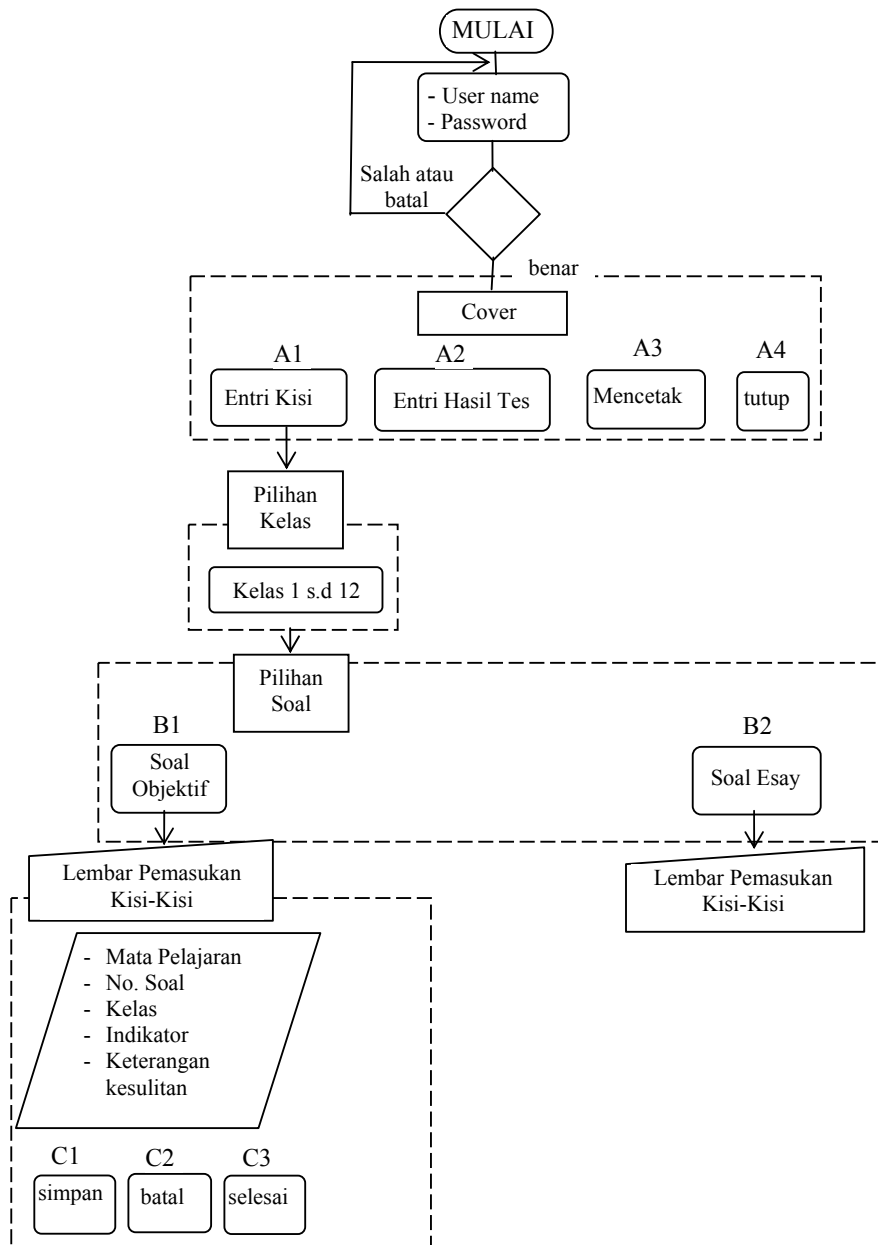 MULAI
- User name
- Password
Salah atau
batal
benar
Cover
A1
A2
A3
A4
Entri Kisi
Entri Hasil Tes
Mencetak
tutup
Pilihan
Kelas
Kelas 1 s.d 12
Pilihan
Soal
B1
B2
Soal
Objektif
Soal Esay
Lembar Pemasukan
Kisi-Kisi
Lembar Pemasukan
Kisi-Kisi
- Mata Pelajaran
- No. Soal
- Kelas
- Indikator
- Keterangan
kesulitan
C1
C2
C3
simpan
batal
selesai